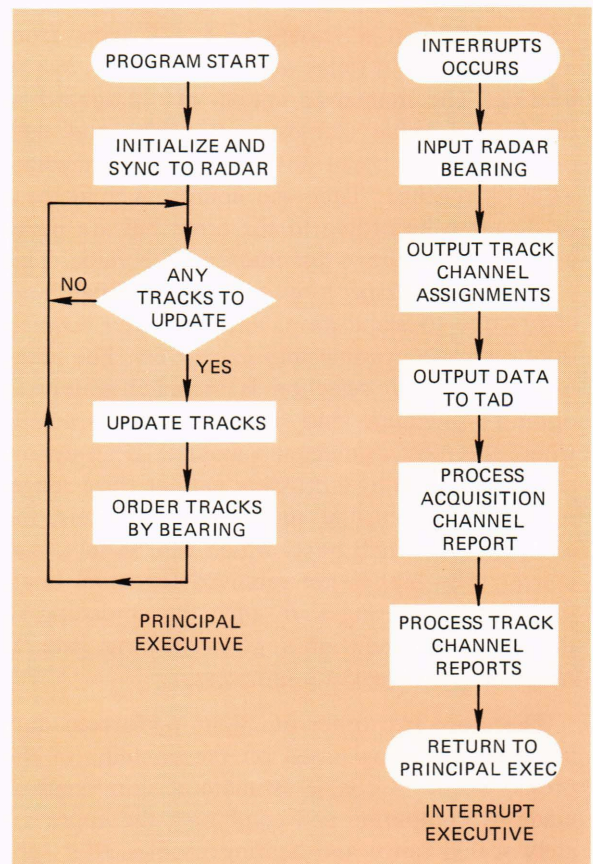 PROGRAM START
INITIALIZE AND
SYNC TO RADAR
ANY
TRACKS TO
UPDATE
NO
YES
UPDATE TRACKS
ORDER TRACKS
BY BEARING
PRINCIPAL
EXECUTIVE
INTERRUPTS
OCCURS
INPUT RADAR
BEARING
OUTPUT TRACK
CHANNEL
ASSIGNMENTS
OUTPUT DATA
TO TAD
PROCESS
ACQUISITION
CHANNEL
REPORT
PROCESS TRACK
CHANNEL
REPORTS
RETURN TO
PRINCIPAL EXEC
INTERRUPT
EXECUTIVE